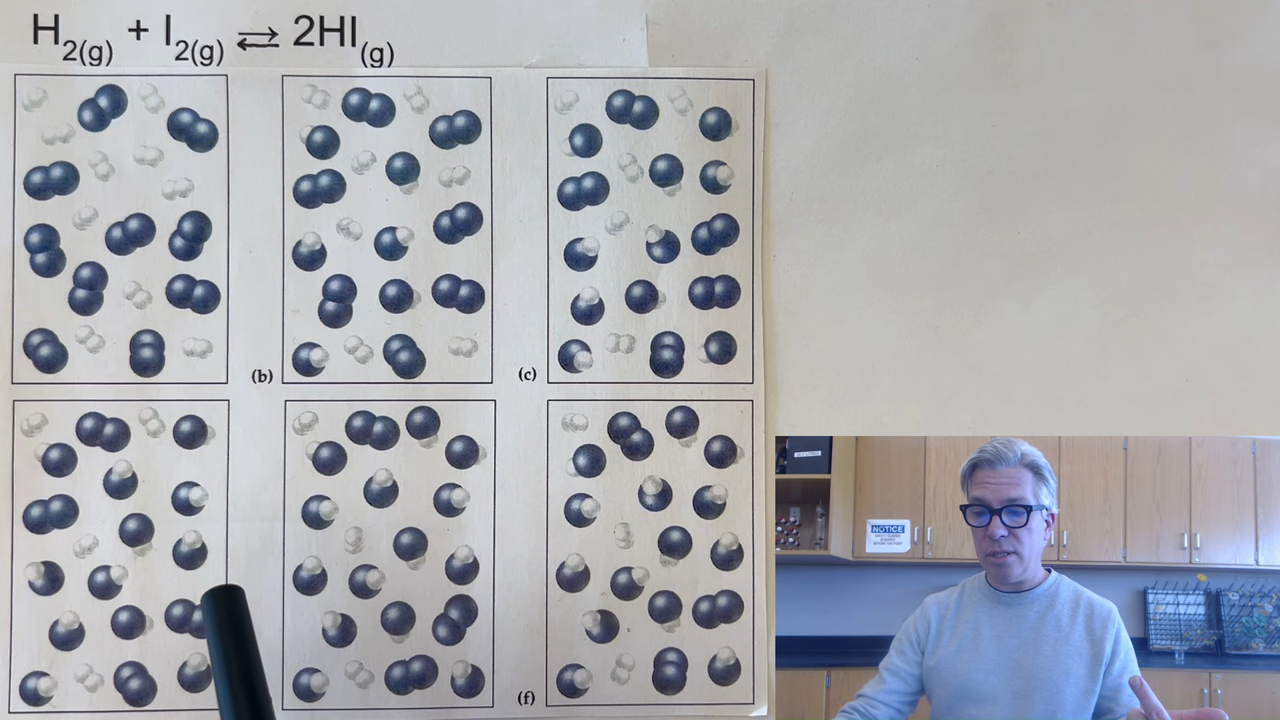 H2(g) + I2(g) ⇌ 2HI(g)
(b)
(c)
(f)
NOTICE